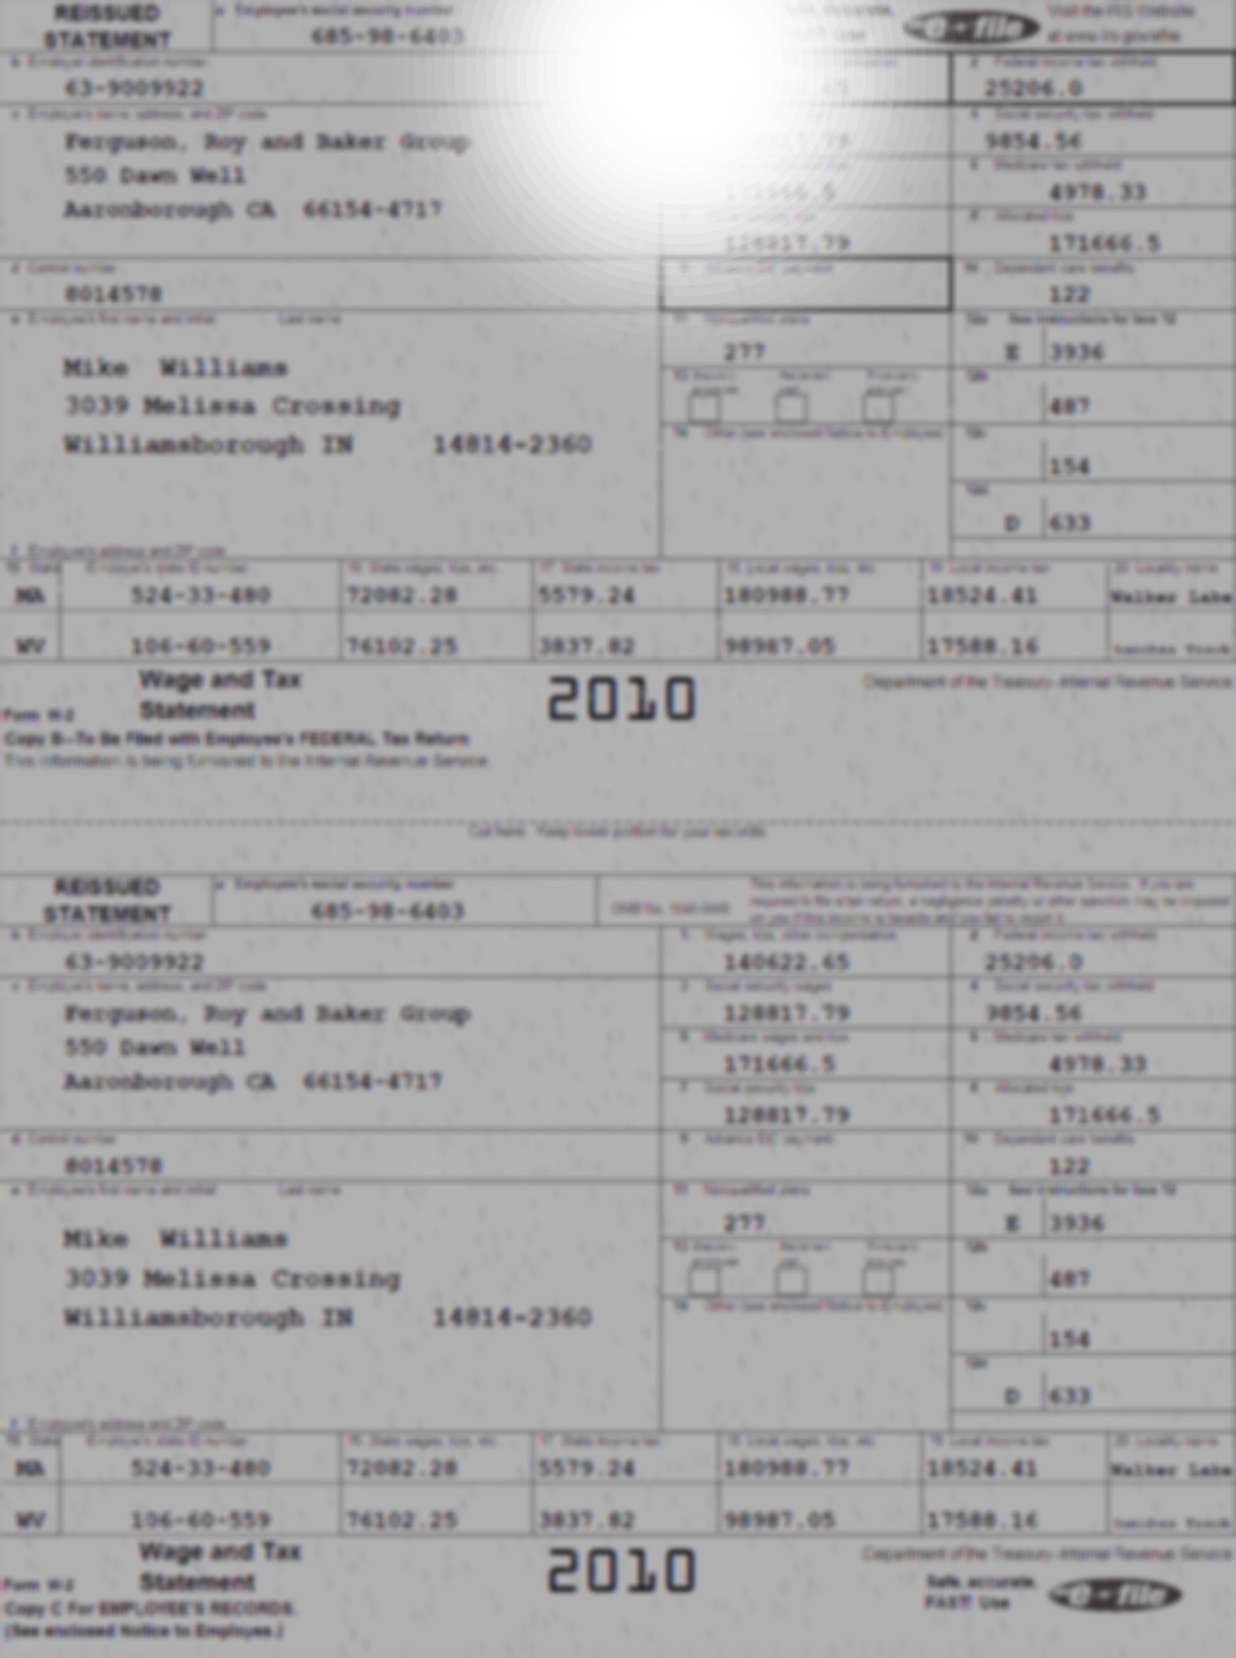 REISSUED STATEMENT
a Employee's social security number
685-98-6403
e-file
Visit the IRS Website
at www.irs.gov/efile
b Employer identification number
63-9009922
2 Federal income tax withheld
25206.0
c Employer's name, address, and ZIP code
4 Social security tax withheld
Ferguson, Roy and Baker Group
9854.56
550 Dawn Well
6 Medicare tax withheld
171666.5
4978.33
Aaronborough CA 66154-4717
8 Allocated tips
128817.79
171666.5
d Control number
9 Advance EIC payment
10 Dependent care benefits
8014578
122
e Employee's first name and initial Last name
11 Nonqualified plans
12a See instructions for box 12
277
E 3936
Mike Williams
3039 Melissa Crossing
Williamsborough IN 14814-2360
12b
487
14 Other (see enclosed Notice to Employee)
12c
154
12d
D 633
f Employee's address and ZIP code
15 State Employer's state ID number 16 State wages, tips, etc. 17 State income tax 18 Local wages, tips, etc. 19 Local income tax 20 Locality name
MA 524-33-480 72082.28 5579.24 180988.77 18524.41 Walker Lake
WV 106-60-559 76102.25 3837.82 98987.05 17588.16
Wage and Tax
Statement
Form W-2
2010
Department of the Treasury-Internal Revenue Service
Copy B--To Be Filed with Employee's FEDERAL Tax Return
This information is being furnished to the Internal Revenue Service.
Cut here - Keep lower portion for your records
REISSUED STATEMENT
a Employee's social security number
685-98-6403
OMB No. 1545-0008
This information is being furnished to the Internal Revenue Service. If you are
required to file a tax return, a negligence penalty or other sanction may be imposed
on you if this income is taxable and you fail to report it.
b Employer identification number
63-9009922
1 Wages, tips, other compensation
140622.65
2 Federal income tax withheld
25206.0
c Employer's name, address, and ZIP code
3 Social security wages
128817.79
4 Social security tax withheld
9854.56
Ferguson, Roy and Baker Group
550 Dawn Well
Aaronborough CA 66154-4717
5 Medicare wages and tips
171666.5
6 Medicare tax withheld
4978.33
7 Social security tips
128817.79
8 Allocated tips
171666.5
d Control number
8014578
9 Advance EIC payment
10 Dependent care benefits
122
e Employee's first name and initial Last name
11 Nonqualified plans
277
12a See instructions for box 12
E 3936
Mike Williams
3039 Melissa Crossing
Williamsborough IN 14814-2360
12b
487
14 Other (see enclosed Notice to Employee)
12c
154
12d
D 633
f Employee's address and ZIP code
15 State Employer's state ID number 16 State wages, tips, etc. 17 State income tax 18 Local wages, tips, etc. 19 Local income tax 20 Locality name
MA 524-33-480 72082.28 5579.24 180988.77 18524.41 Walker Lake
WV 106-60-559 76102.25 3837.82 98987.05 17588.16
Wage and Tax
Statement
Form W-2
2010
Department of the Treasury-Internal Revenue Service
Copy C For EMPLOYEE'S RECORDS.
(See enclosed Notice to Employee.)
Safe, accurate,
FAST! Use
e-file